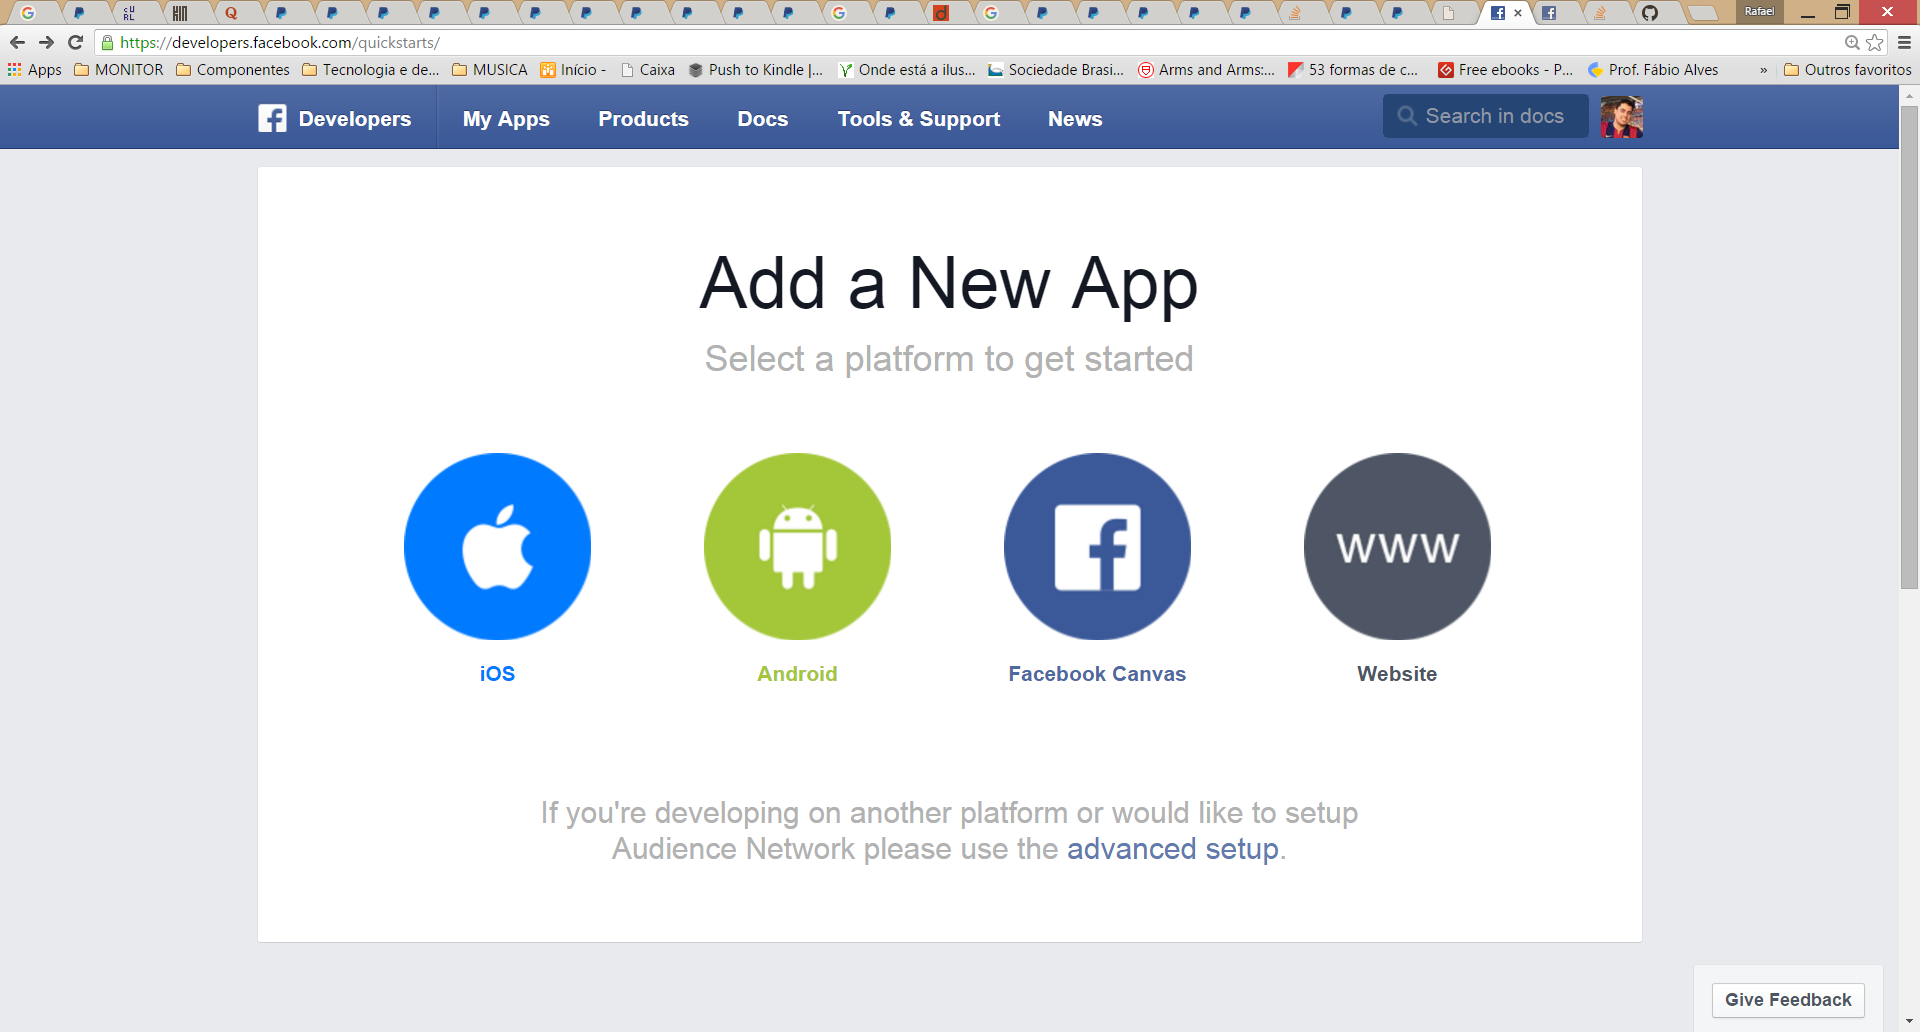 cURL
Rafael
https://developers.facebook.com/quickstarts/
Apps MONITOR Componentes Tecnologia e de... MUSICA Início - Caixa Push to Kindle |... Onde está a ilus... Sociedade Brasi... Arms and Arms:... 53 formas de c... Free ebooks - P... Prof. Fábio Alves » Outros favoritos
Developers My Apps Products Docs Tools & Support News Search in docs
Add a New App
Select a platform to get started
www
iOS Android Facebook Canvas Website
If you're developing on another platform or would like to setup
Audience Network please use the advanced setup.
Give Feedback